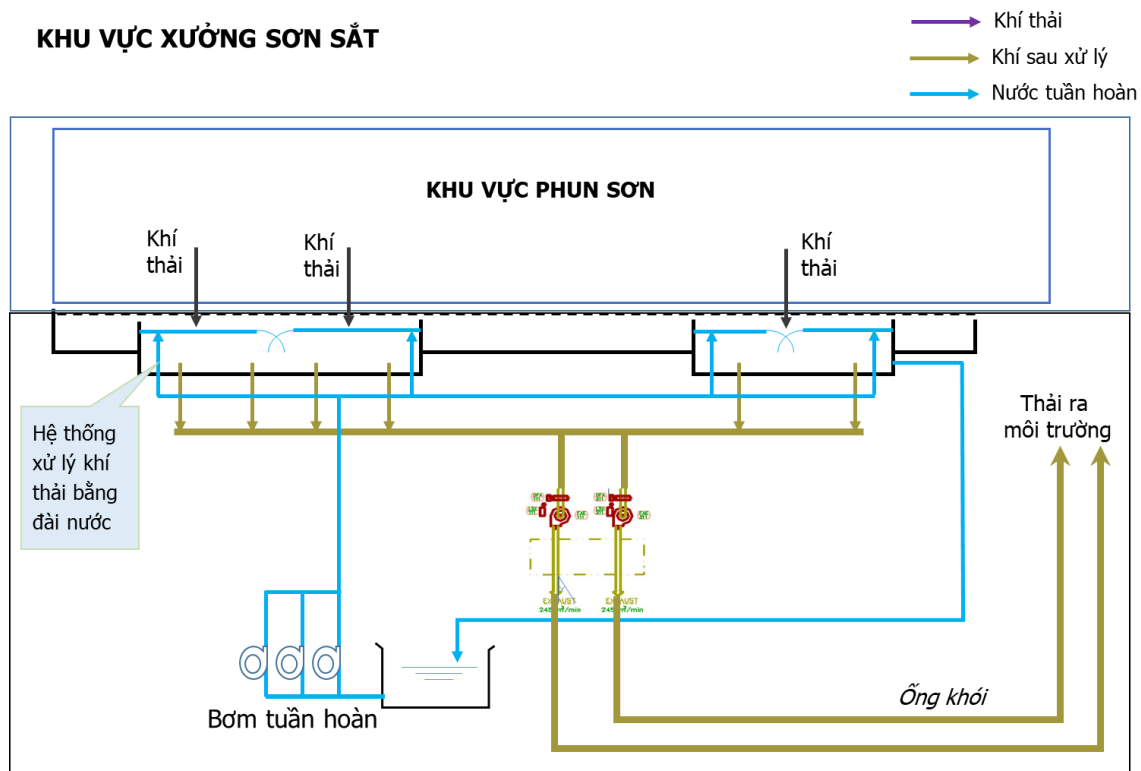 KHU VỰC XƯỞNG SƠN SẮT
Khí thải
Khí sau xử lý
Nước tuần hoàn
KHU VỰC PHUN SƠN
Khí
thải
Khí
thải
Khí
thải
Hệ thống
xử lý khí
thải bằng
đài nước
Thải ra
môi trường
EXHAUST
EXHAUST
Ống khói
Bơm tuần hoàn